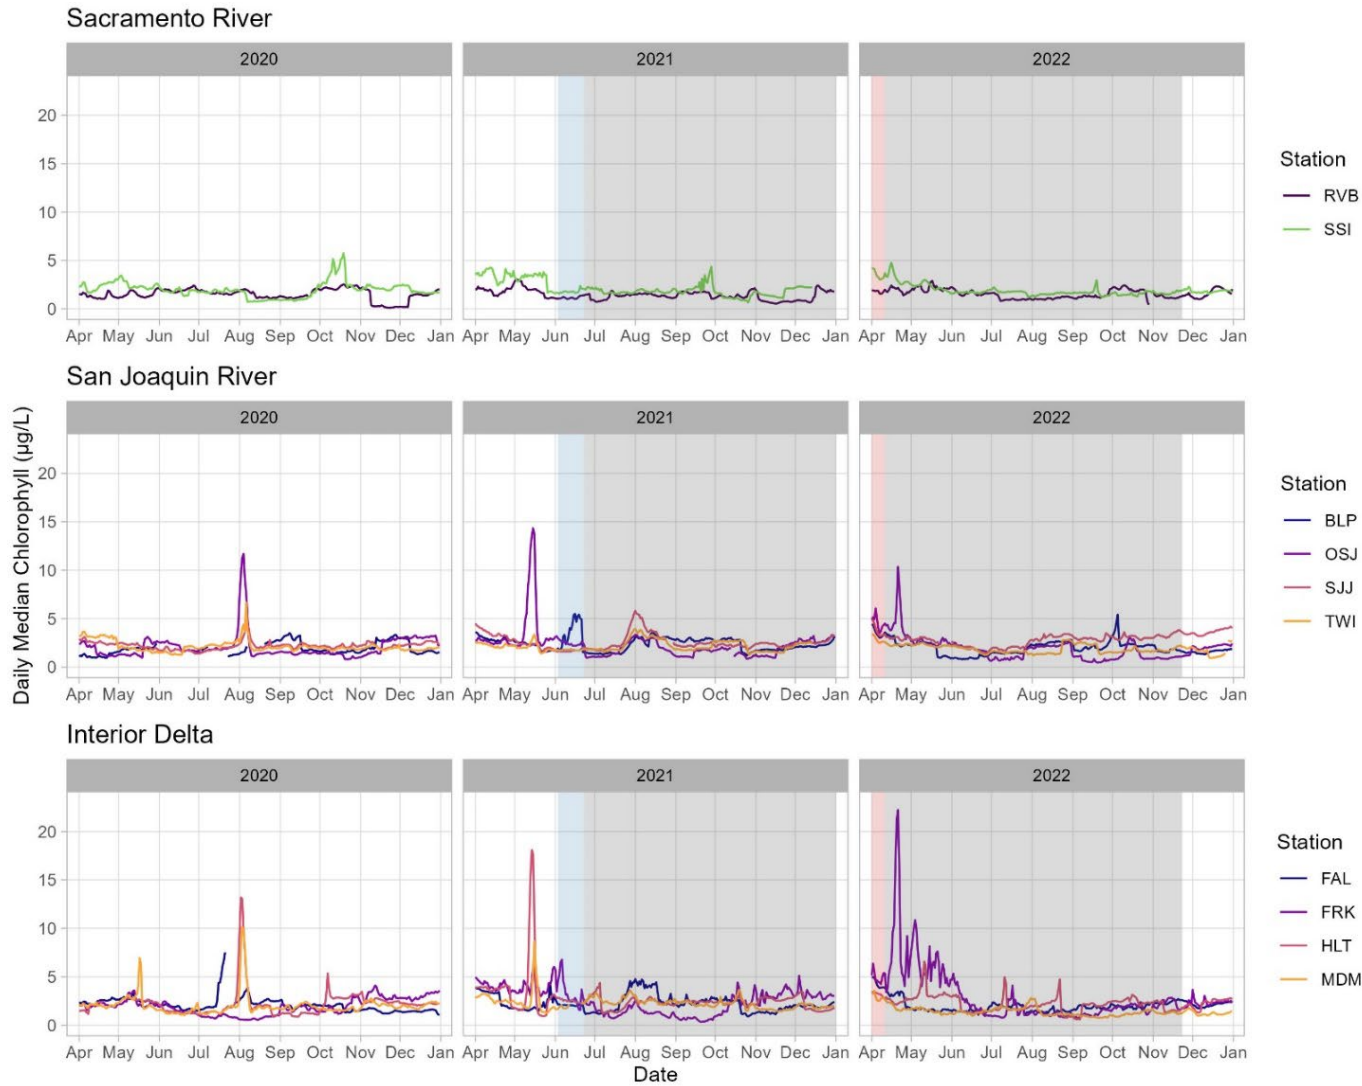 Sacramento River
2020 2021 2022
20
15
10
5
0
Apr May Jun Jul Aug Sep Oct Nov Dec Jan Apr May Jun Jul Aug Sep Oct Nov Dec Jan Apr May Jun Jul Aug Sep Oct Nov Dec Jan
Station
RVB
SSI
San Joaquin River
2020 2021 2022
20
15
10
5
0
Apr May Jun Jul Aug Sep Oct Nov Dec Jan Apr May Jun Jul Aug Sep Oct Nov Dec Jan Apr May Jun Jul Aug Sep Oct Nov Dec Jan
Station
BLP
OSJ
SJJ
TWI
Daily Median Chlorophyll (µg/L)
Interior Delta
2020 2021 2022
20
15
10
5
0
Apr May Jun Jul Aug Sep Oct Nov Dec Jan Apr May Jun Jul Aug Sep Oct Nov Dec Jan Apr May Jun Jul Aug Sep Oct Nov Dec Jan
Station
FAL
FRK
HLT
MDM
Date